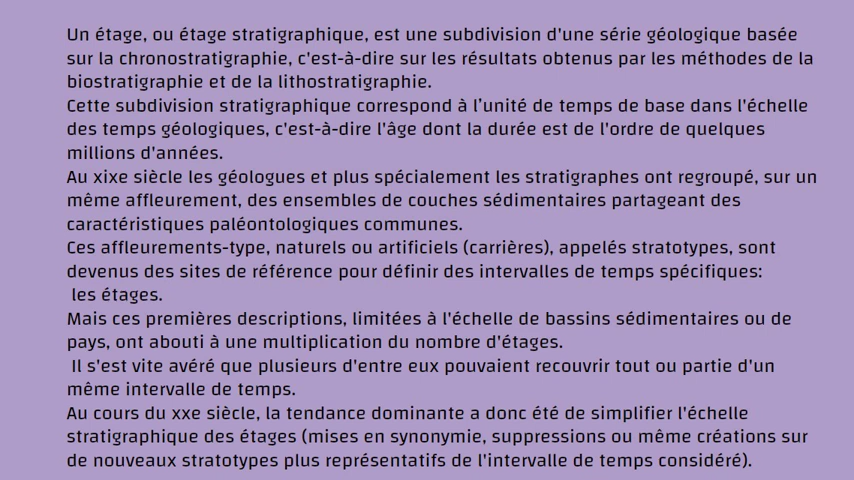 Un étage, ou étage stratigraphique, est une subdivision d'une série géologique basée
sur la chronostratigraphie, c'est-à-dire sur les résultats obtenus par les méthodes de la
biostratigraphie et de la lithostratigraphie.
Cette subdivision stratigraphique correspond à l'unité de temps de base dans l'échelle
des temps géologiques, c'est-à-dire l'âge dont la durée est de l'ordre de quelques
millions d'années.
Au xixe siècle les géologues et plus spécialement les stratigraphes ont regroupé, sur un
même affleurement, des ensembles de couches sédimentaires partageant des
caractéristiques paléontologiques communes.
Ces affleurements-type, naturels ou artificiels (carrières), appelés stratotypes, sont
devenus des sites de référence pour définir des intervalles de temps spécifiques:
les étages.
Mais ces premières descriptions, limitées à l'échelle de bassins sédimentaires ou de
pays, ont abouti à une multiplication du nombre d'étages.
Il s'est vite avéré que plusieurs d'entre eux pouvaient recouvrir tout ou partie d'un
même intervalle de temps.
Au cours du xxe siècle, la tendance dominante a donc été de simplifier l'échelle
stratigraphique des étages (mises en synonymie, suppressions ou même créations sur
de nouveaux stratotypes plus représentatifs de l'intervalle de temps considéré).